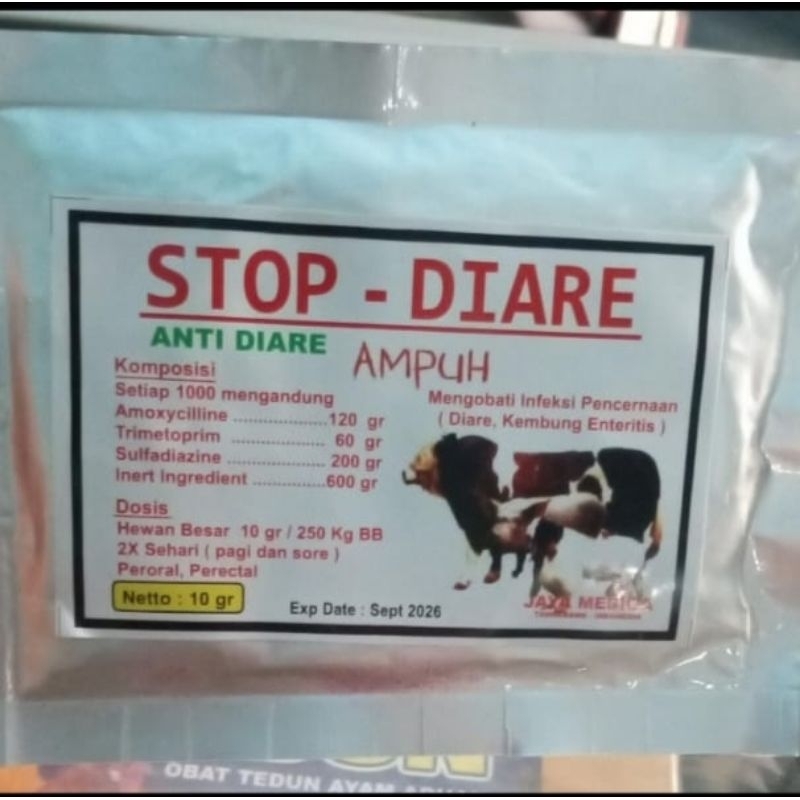 STOP - DIARE
ANTI DIARE
AMPUH
Komposisi
Setiap 1000 mengandung
Amoxycilline ....................120 gr
Trimetoprim .................... 60 gr
Sulfadiazine .................... 200 gr
Inert Ingredient ..............600 gr
Mengobati Infeksi Pencernaan
( Diare, Kembung Enteritis )
Dosis
Hewan Besar 10 gr / 250 Kg BB
2X Sehari ( pagi dan sore )
Peroral, Perectal
Netto : 10 gr
Exp Date : Sept 2026
JAYA MEDICA
OBAT TEDUN AYAM